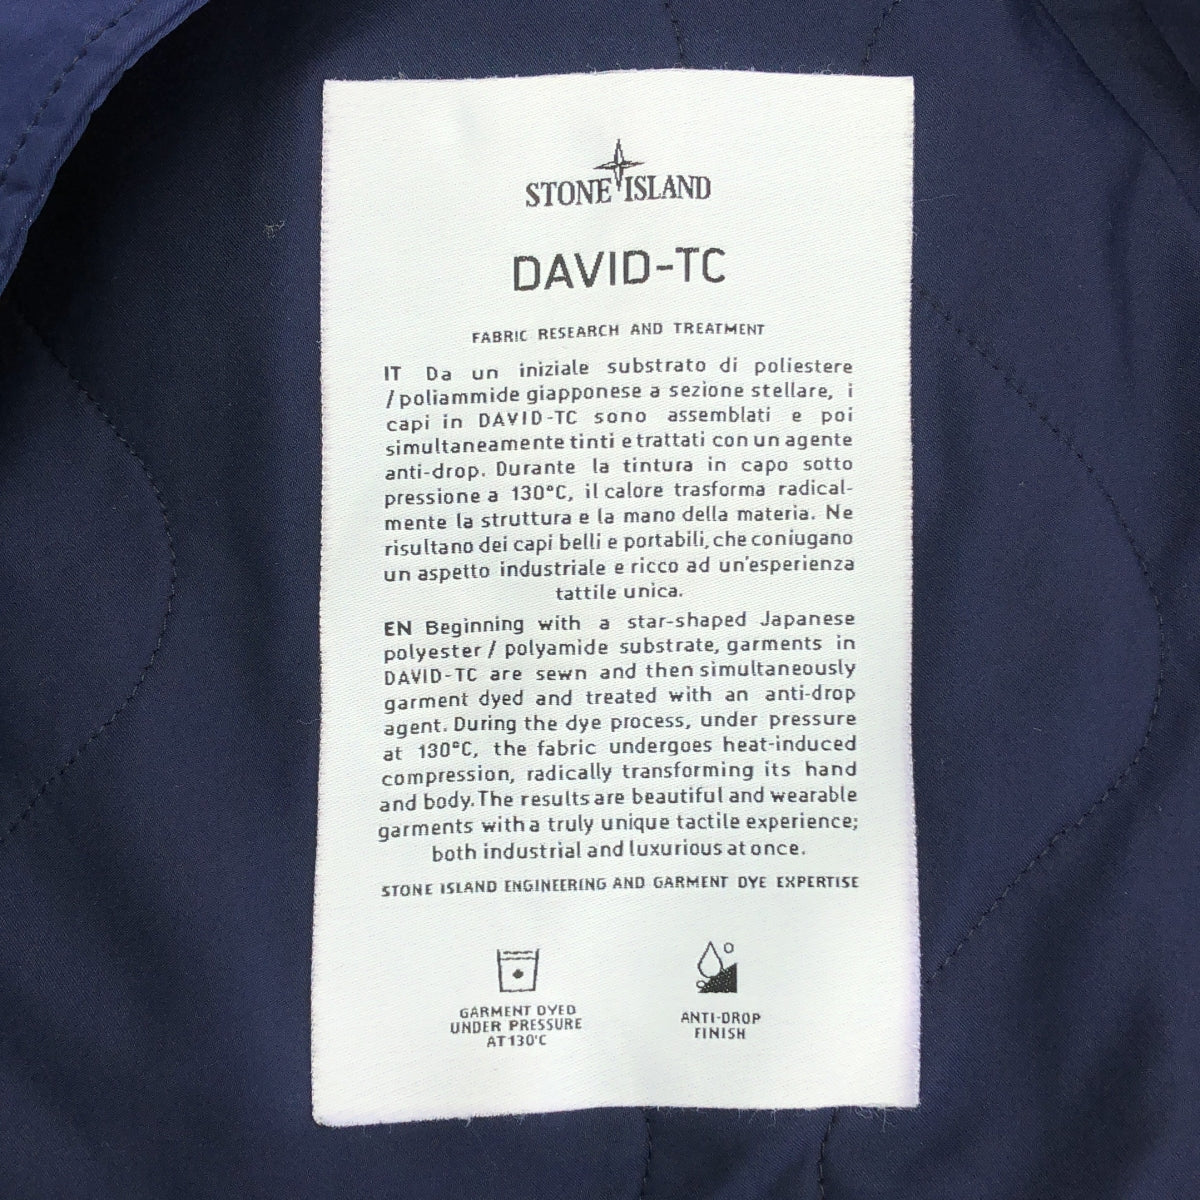 STONE ISLAND
DAVID-TC
FABRIC RESEARCH AND TREATMENT
IT Da un iniziale substrato di poliestere
/poliammide giapponese a sezione stellare, i
capi in DAVID-TC sono assemblati e poi
simultaneamente tinti e trattati con un agente
anti-drop. Durante la tintura in capo sotto
pressione a 130°C, il calore trasforma radical-
mente la struttura e la mano della materia. Ne
risultano dei capi belli e portabili, che coniugano
un aspetto industriale e ricco ad un'esperienza
tattile unica.
EN Beginning with a star-shaped Japanese
polyester / polyamide substrate, garments in
DAVID-TC are sewn and then simultaneously
garment dyed and treated with an anti-drop
agent. During the dye process, under pressure
at 130°C, the fabric undergoes heat-induced
compression, radically transforming its hand
and body. The results are beautiful and wearable
garments with a truly unique tactile experience;
both industrial and luxurious at once.
STONE ISLAND ENGINEERING AND GARMENT DYE EXPERTISE
GARMENT DYED
UNDER PRESSURE
AT 130°C
ANTI-DROP
FINISH